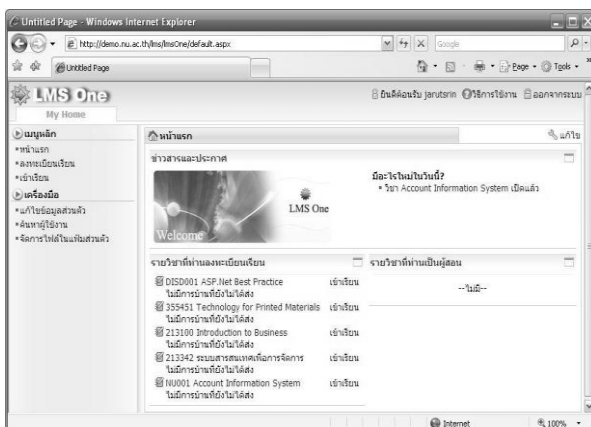 Untitled Page - Windows Internet Explorer
http://demo.nu.ac.th/lms/lmsOne/default.aspx
Google
Untitled Page
Page
Tools
LMS One
ยินดีต้อนรับ jarutsrin วิธีการใช้งาน ออกจากระบบ
My Home
เมนูหลัก
หน้าแรก
ลงทะเบียนเรียน
เข้าเรียน
เครื่องมือ
แก้ไขข้อมูลส่วนตัว
ค้นหาผู้ใช้งาน
จัดการไฟล์ในแฟ้มส่วนตัว
หน้าแรก
แก้ไข
ข่าวสารและประกาศ
LMS One
Welcome
มีอะไรใหม่ในวันนี้?
วิชา Account Information System เปิดแล้ว
รายวิชาที่ท่านลงทะเบียนเรียน
DISD001 ASP.Net Best Practice เข้าเรียน
ไม่มีการบ้านที่ยังไม่ได้ส่ง
355451 Technology for Printed Materials เข้าเรียน
ไม่มีการบ้านที่ยังไม่ได้ส่ง
213100 Introduction to Business เข้าเรียน
ไม่มีการบ้านที่ยังไม่ได้ส่ง
213342 ระบบสารสนเทศเพื่อการจัดการ เข้าเรียน
ไม่มีการบ้านที่ยังไม่ได้ส่ง
NU001 Account Information System เข้าเรียน
ไม่มีการบ้านที่ยังไม่ได้ส่ง
รายวิชาที่ท่านเป็นผู้สอน
--ไม่มี--
Internet
100%